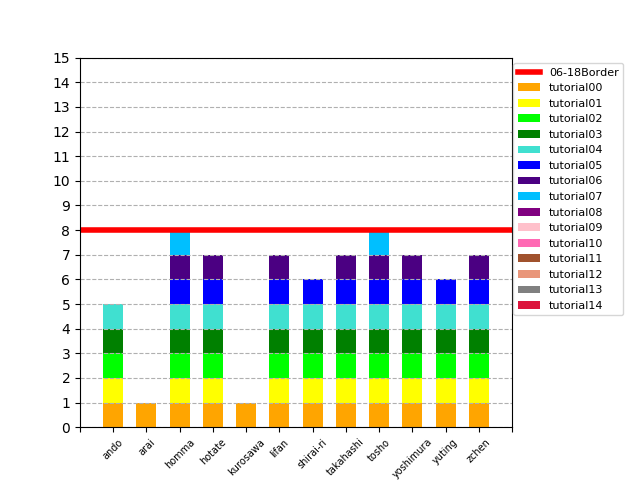 15
14
13
12
11
10
9
8
7
6
5
4
3
2
1
0
ando
arai
homma
hotate
kurosawa
lifan
shirai-ri
takahashi
tosho
yoshimura
yuting
zchen
06-18Border
tutorial00
tutorial01
tutorial02
tutorial03
tutorial04
tutorial05
tutorial06
tutorial07
tutorial08
tutorial09
tutorial10
tutorial11
tutorial12
tutorial13
tutorial14